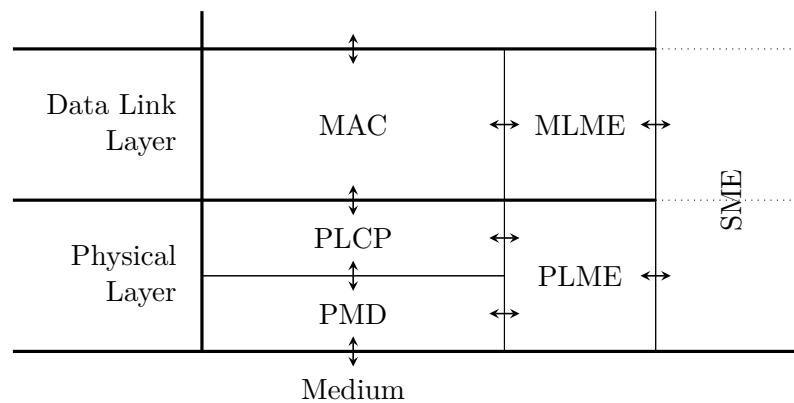 Data Link
Layer
MAC
MLME
SME
PLCP
Physical
Layer
PLME
PMD
Medium